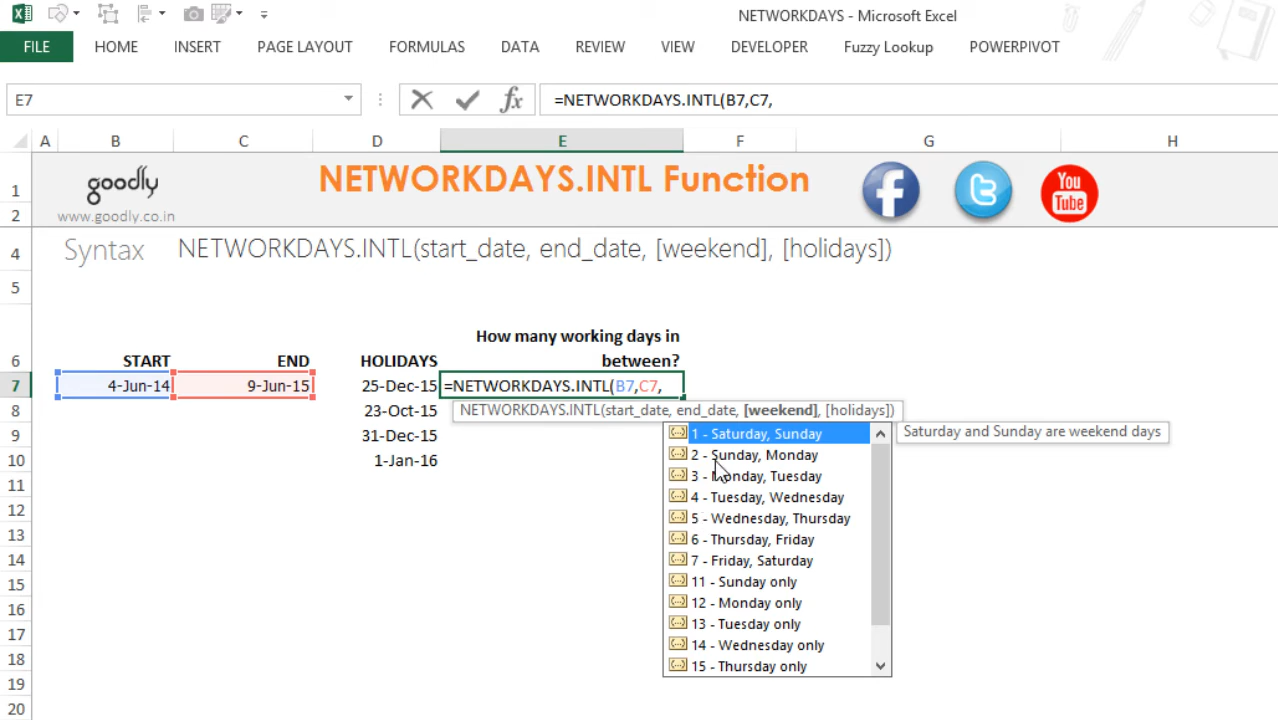 NETWORKDAYS - Microsoft Excel
FILE HOME INSERT PAGE LAYOUT FORMULAS DATA REVIEW VIEW DEVELOPER Fuzzy Lookup POWERPIVOT
E7 fx =NETWORKDAYS.INTL(B7,C7,
A B C D E F G H
1 goodly NETWORKDAYS.INTL Function f t You Tube
2 www.goodly.co.in
4 Syntax NETWORKDAYS.INTL(start_date, end_date, [weekend], [holidays])
5
How many working days in
6 START END HOLIDAYS between?
7 4-Jun-14 9-Jun-15 25-Dec-15 =NETWORKDAYS.INTL(B7,C7,
8 23-Oct-15 NETWORKDAYS.INTL(start_date, end_date, [weekend], [holidays])
9 31-Dec-15 1 - Saturday, Sunday Saturday and Sunday are weekend days
10 1-Jan-16 2 - Sunday, Monday
11 3 - Monday, Tuesday
12 4 - Tuesday, Wednesday
5 - Wednesday, Thursday
13 6 - Thursday, Friday
14 7 - Friday, Saturday
15 11 - Sunday only
16 12 - Monday only
17 13 - Tuesday only
18 14 - Wednesday only
15 - Thursday only
19
20